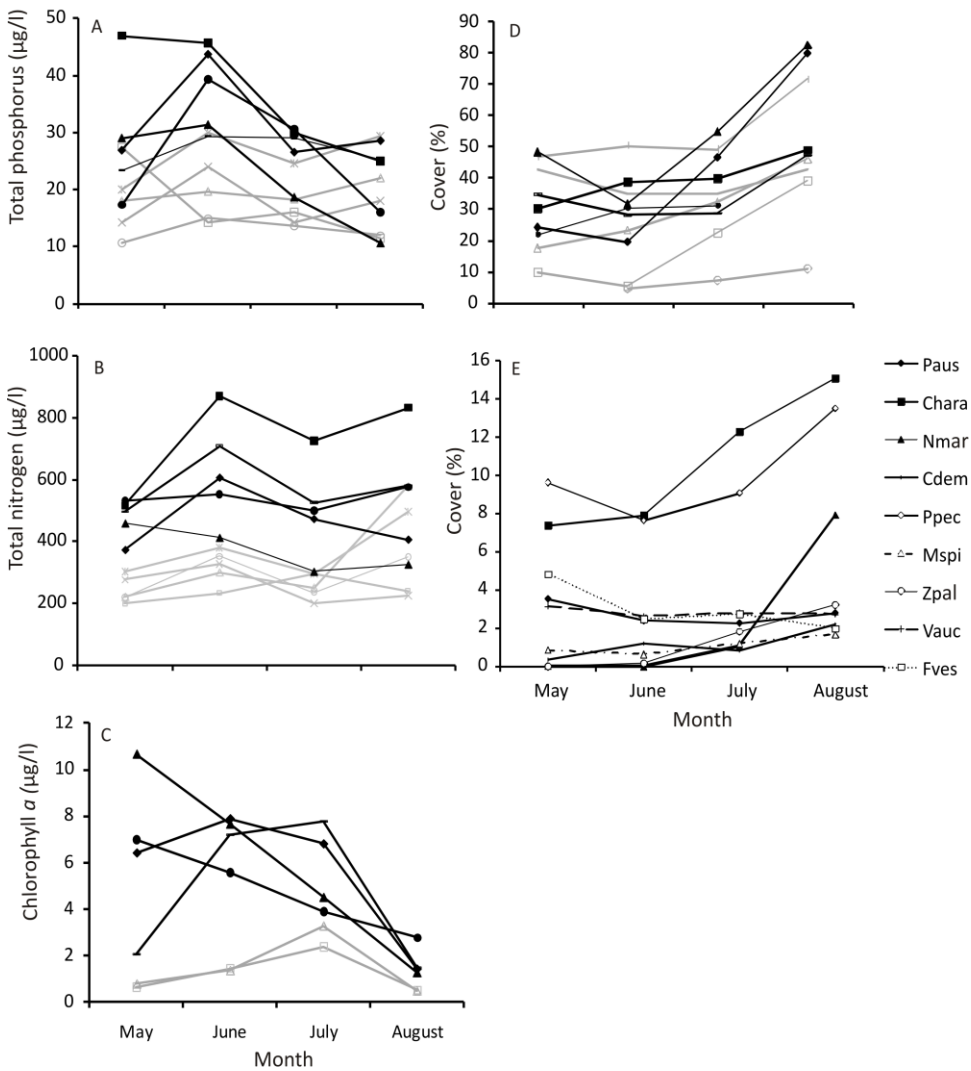 A
Total phosphorus (µg/l)
50
40
30
20
10
0
D
Cover (%)
90
80
70
60
50
40
30
20
10
0
B
Total nitrogen (µg/l)
1000
800
600
400
200
0
E
Cover (%)
16
14
12
10
8
6
4
2
0
May June July August
Month
Paus
Chara
Nmar
Cdem
Ppec
Mspi
Zpal
Vauc
Fves
C
Chlorophyll a (µg/l)
12
10
8
6
4
2
0
May June July August
Month